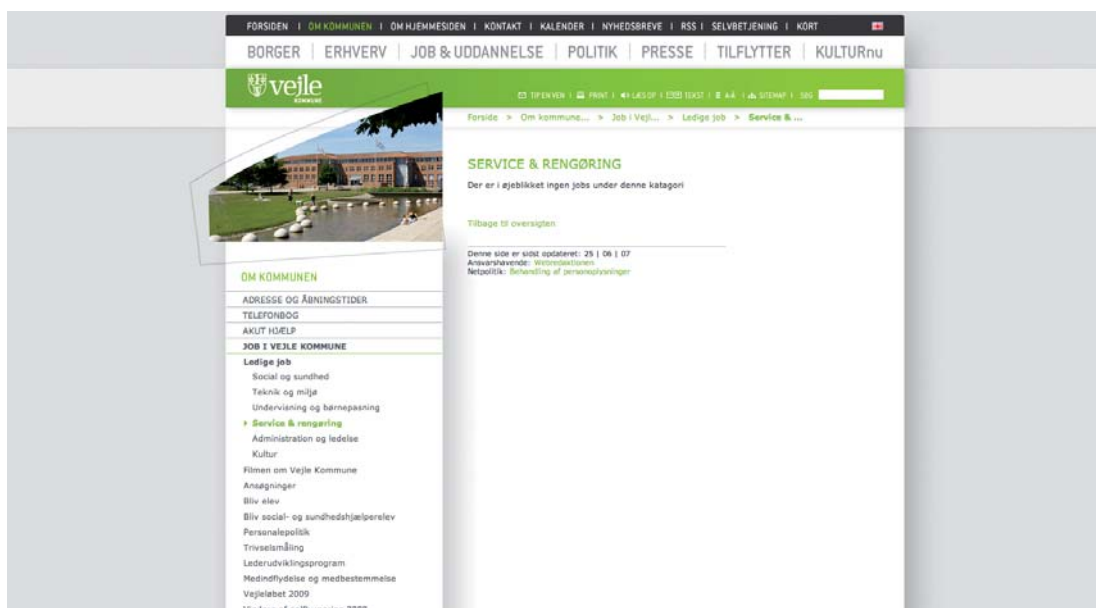 FORSIDEN I OM KOMMUNEN I OM HJEMMESIDEN I KONTAKT I KALENDER I NYHEDSBREVE I RSS I SELVBETJENING I KORT
BORGER | ERHVERV | JOB & UDDANNELSE | POLITIK | PRESSE | TILFLYTTER | KULTURnu
vejle
KOMMUNE
TIP EN VEN I PRINT I LÆS OP I TEKST I A-Å I SITEMAP I SØG
Forside > Om kommune... > Job i Vejl... > Ledige job > Service & ...
SERVICE & RENGØRING
Der er i øjeblikket ingen jobs under denne katagori
Tilbage til oversigten
Denne side er sidst opdateret: 25 | 06 | 07
Ansvarshavende: Webredaktionen
Netpolitik: Behandling af personoplysninger
OM KOMMUNEN
ADRESSE OG ÅBNINGSTIDER
TELEFONBOG
AKUT HJÆLP
JOB I VEJLE KOMMUNE
Ledige job
Social og sundhed
Teknik og miljø
Undervisning og børnepasning
Service & rengøring
Administration og ledelse
Kultur
Filmen om Vejle Kommune
Ansøgninger
Bliv elev
Bliv social- og sundhedshjælperelev
Personalepolitik
Trivselsmåling
Lederudviklingsprogram
Medindflydelse og medbestemmelse
Vejleløbet 2009